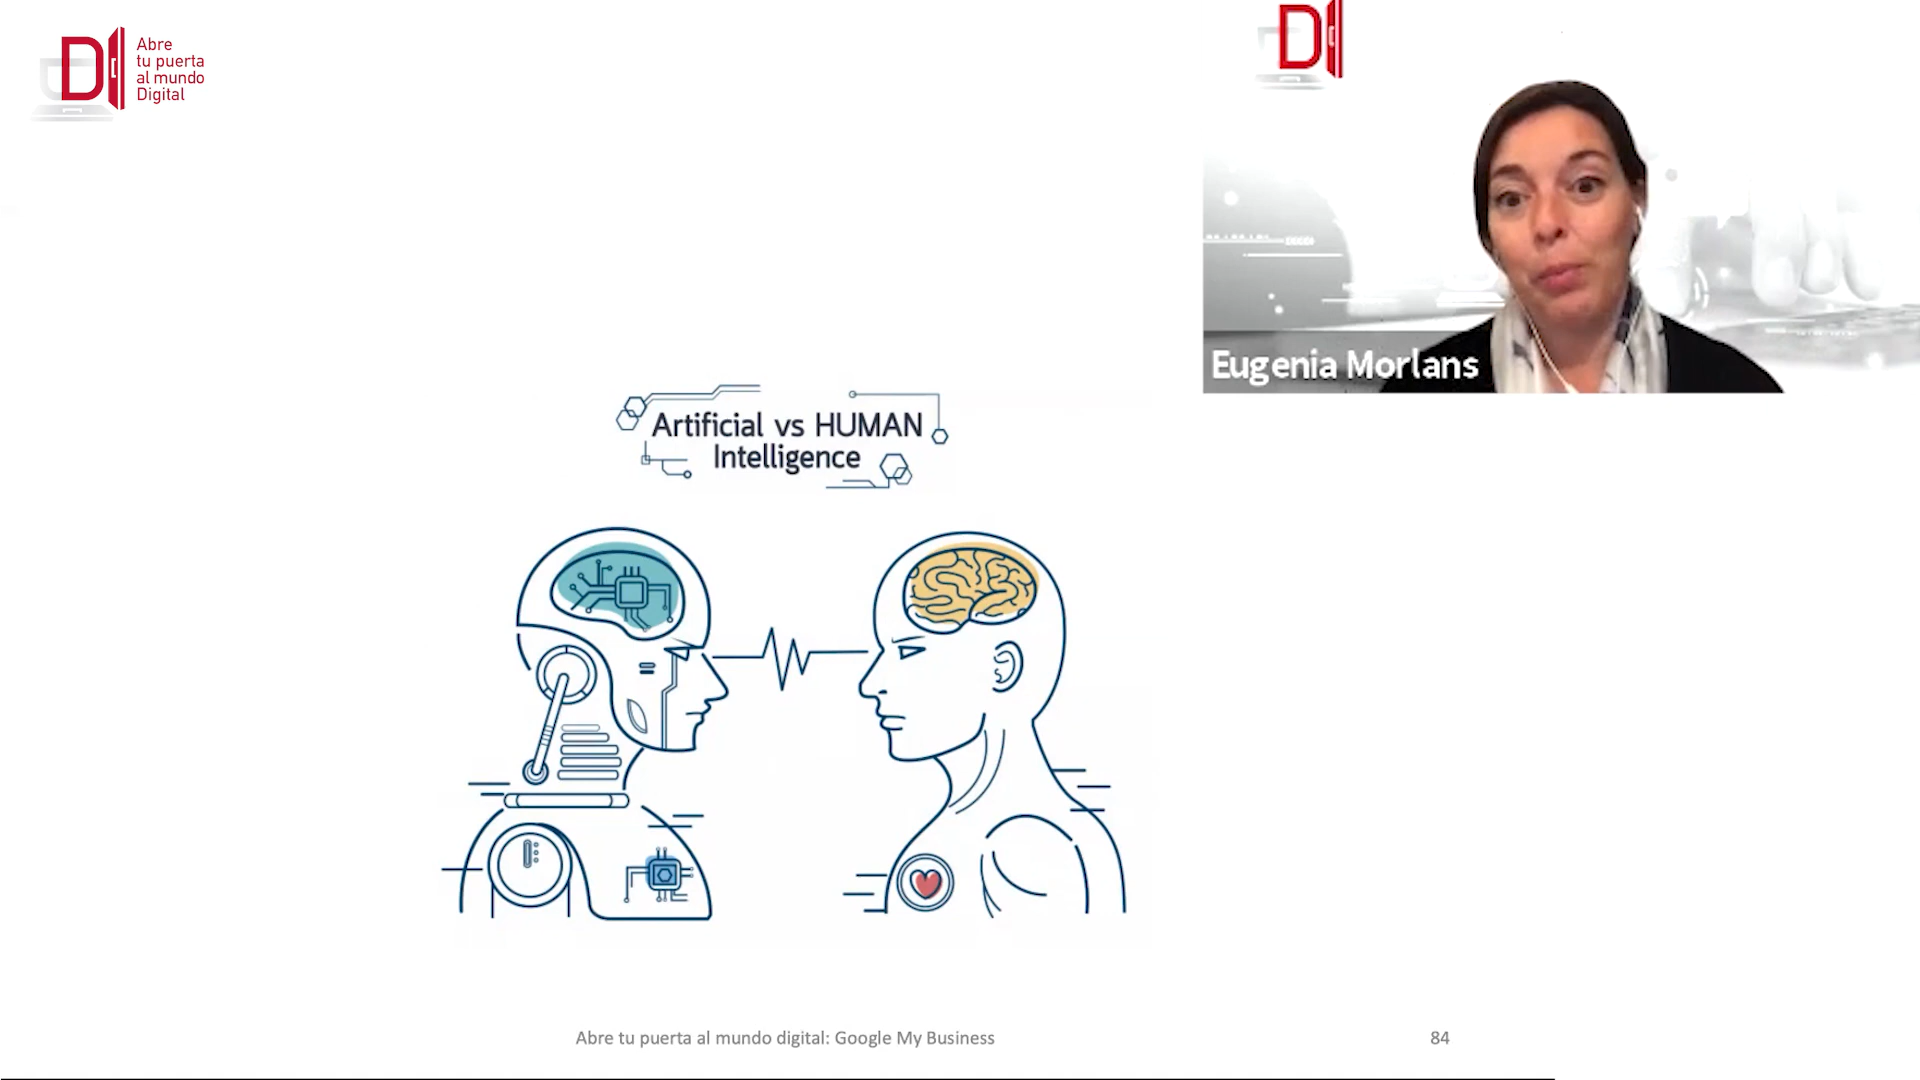 Abre
tu puerta
al mundo
Digital
Eugenia Morlans
Artificial vs HUMAN
Intelligence
Abre tu puerta al mundo digital: Google My Business
84